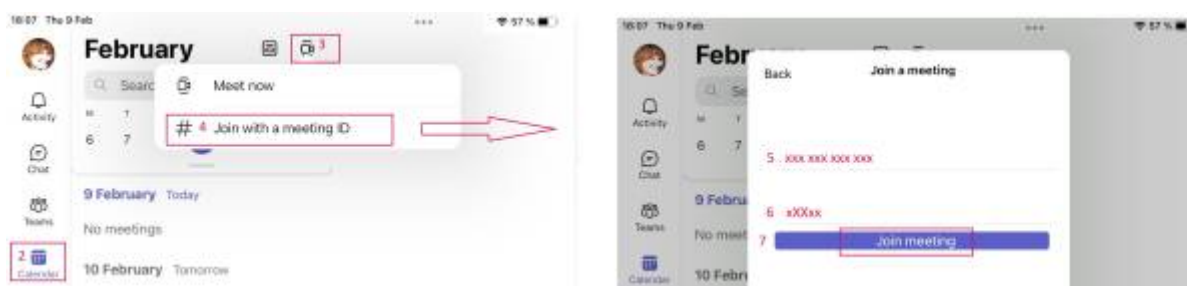 16:07 Thu 9 Feb
57 %
February
3
Activity
Chat
Teams
2
Calendar
Meet now
# 4 Join with a meeting ID
6 7
9 February Today
No meetings
10 February Tomorrow
16:07 Thu 9 Feb
57 %
Activity
Chat
Teams
Calendar
Back
Join a meeting
6 7
5 . xxx xxx xxx xxx
6 xXXxx
7 Join meeting
9 Febru
No meet
10 Febr